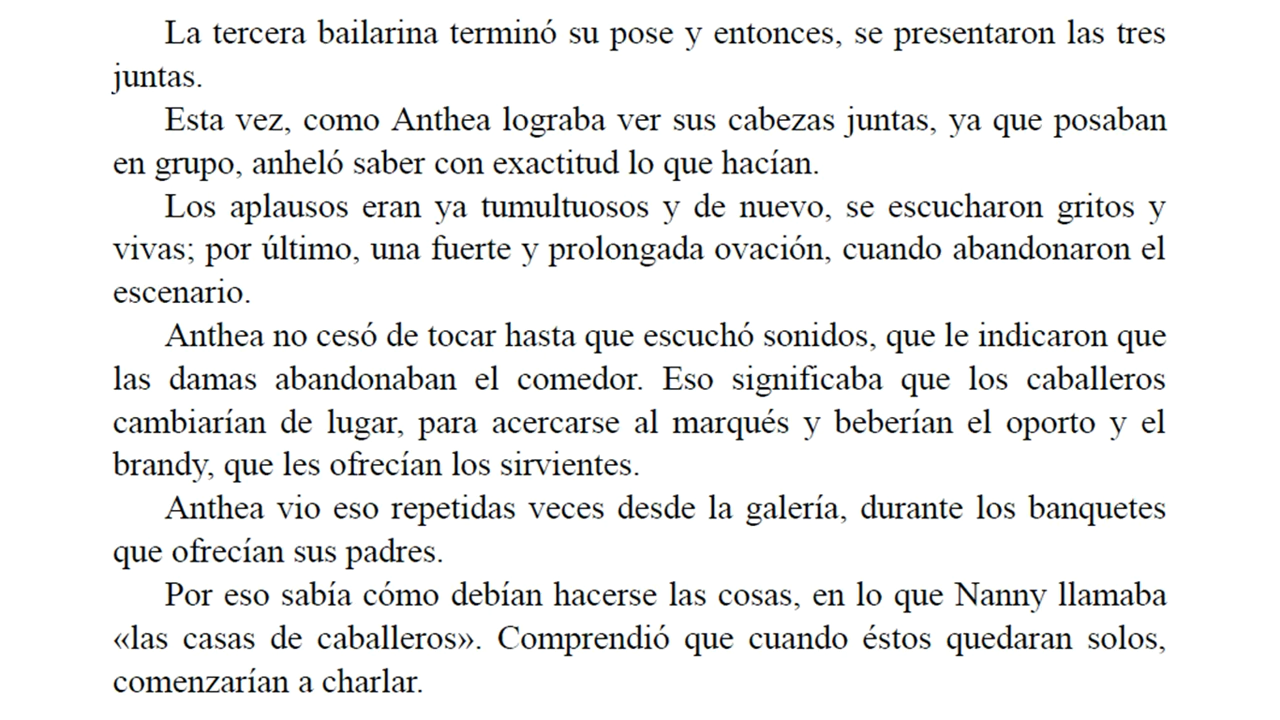 La tercera bailarina terminó su pose y entonces, se presentaron las tres
juntas.
Esta vez, como Anthea lograba ver sus cabezas juntas, ya que posaban
en grupo, anheló saber con exactitud lo que hacían.
Los aplausos eran ya tumultuosos y de nuevo, se escucharon gritos y
vivas; por último, una fuerte y prolongada ovación, cuando abandonaron el
escenario.
Anthea no cesó de tocar hasta que escuchó sonidos, que le indicaron que
las damas abandonaban el comedor. Eso significaba que los caballeros
cambiarían de lugar, para acercarse al marqués y beberían el oporto y el
brandy, que les ofrecían los sirvientes.
Anthea vio eso repetidas veces desde la galería, durante los banquetes
que ofrecían sus padres.
Por eso sabía cómo debían hacerse las cosas, en lo que Nanny llamaba
«las casas de caballeros». Comprendió que cuando éstos quedaran solos,
comenzarían a charlar.